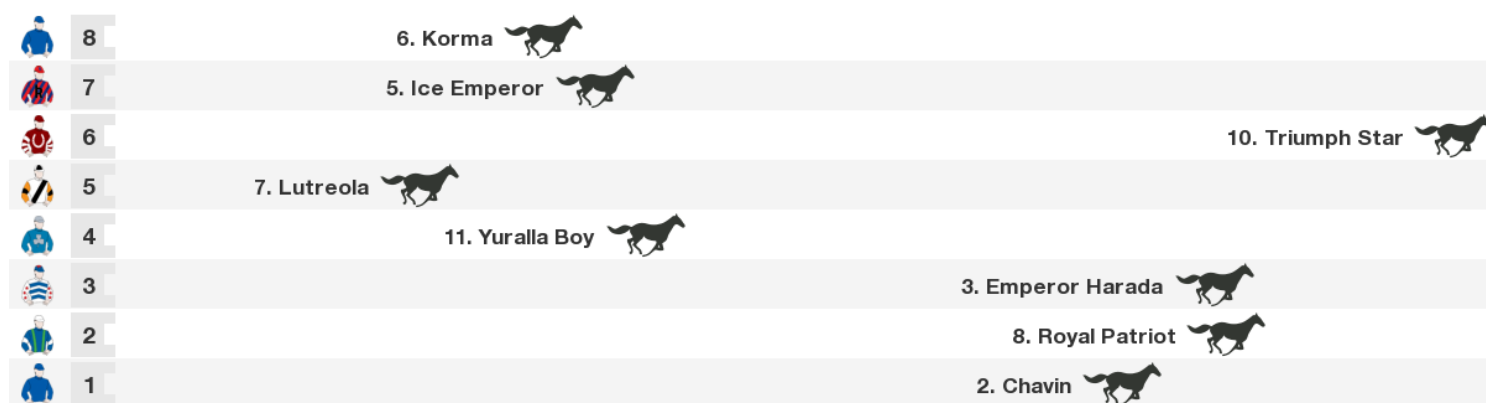 8 6. Korma
7 5. Ice Emperor
6 10. Triumph Star
5 7. Lutreola
4 11. Yuralla Boy
3 3. Emperor Harada
2 8. Royal Patriot
1 2. Chavin